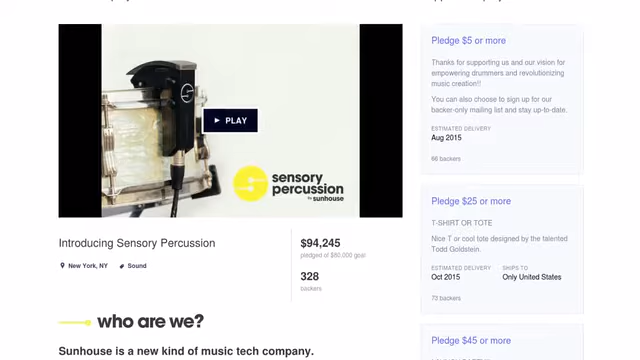 PLAY
sensory
percussion
by sunhouse
Introducing Sensory Percussion
New York, NY
Sound
$94,245
pledged of $80,000 goal
328
backers
who are we?
Sunhouse is a new kind of music tech company.
Pledge $5 or more
Thanks for supporting us and our vision for
empowering drummers and revolutionizing
music creation!!
You can also choose to sign up for our
backer-only mailing list and stay up-to-date.
ESTIMATED DELIVERY
Aug 2015
66 backers
Pledge $25 or more
T-SHIRT OR TOTE
Nice T or cool tote designed by the talented
Todd Goldstein.
ESTIMATED DELIVERY SHIPS TO
Oct 2015 Only United States
73 backers
Pledge $45 or more